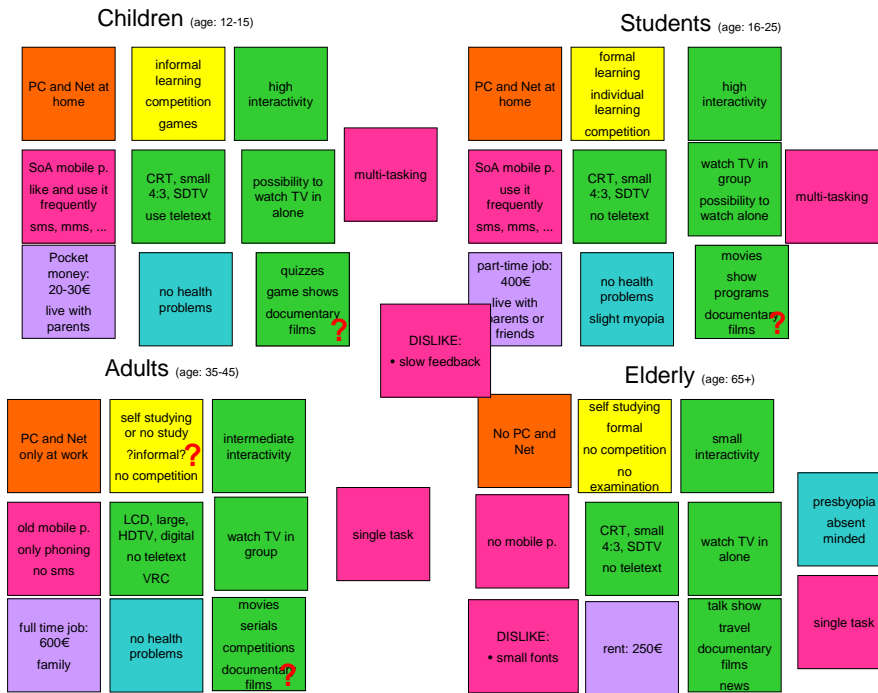 Children (age: 12-15)
PC and Net at
home
informal
learning
competition
games
high
interactivity
SoA mobile p.
like and use it
frequently
sms, mms, ...
CRT, small
4:3, SDTV
use teletext
possibility to
watch TV in
alone
multi-tasking
Pocket
money:
20-30€
live with
parents
no health
problems
quizzes
game shows
documentary
films
?
Students (age: 16-25)
PC and Net at
home
formal
learning
individual
learning
competition
high
interactivity
SoA mobile p.
use it
frequently
sms, mms, ...
CRT, small
4:3, SDTV
no teletext
watch TV in
group
possibility to
watch alone
multi-tasking
part-time job:
400€
live with
parents or
friends
no health
problems
slight myopia
movies
show
programs
documentary
films
?
DISLIKE:
• slow feedback
Adults (age: 35-45)
PC and Net
only at work
self studying
or no study
?informal?
no competition
?
intermediate
interactivity
old mobile p.
only phoning
no sms
LCD, large,
HDTV, digital
no teletext
VRC
watch TV in
group
single task
full time job:
600€
family
no health
problems
movies
serials
competitions
documentary
films
?
Elderly (age: 65+)
No PC and
Net
self studying
formal
no competition
no
examination
small
interactivity
no mobile p.
CRT, small
4:3, SDTV
no teletext
watch TV in
alone
presbyopia
absent
minded
DISLIKE:
• small fonts
rent: 250€
talk show
travel
documentary
films
news
single task